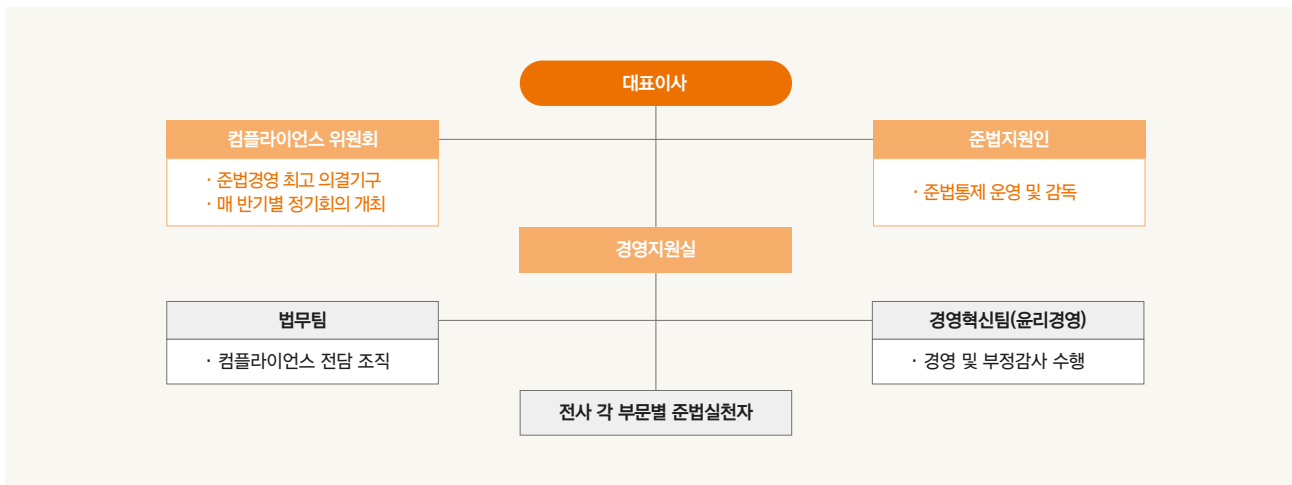 대표이사
컴플라이언스 위원회
· 준법경영 최고 의결기구
· 매 반기별 정기회의 개최
준법지원인
· 준법통제 운영 및 감독
경영지원실
법무팀
· 컴플라이언스 전담 조직
경영혁신팀(윤리경영)
· 경영 및 부정감사 수행
전사 각 부문별 준법실천자